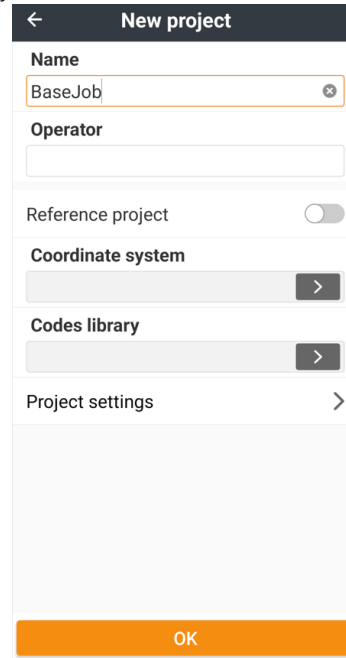 New project
Name
BaseJob
Operator
Reference project
Coordinate system
Codes library
Project settings
OK